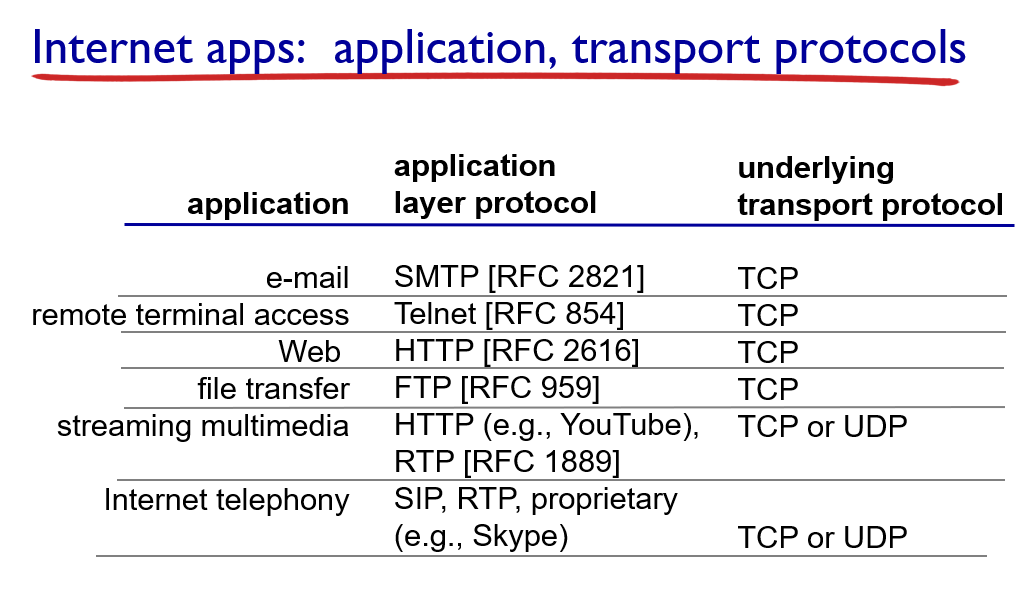 Internet apps: application, transport protocols
application
application layer protocol
underlying transport protocol
e-mail SMTP [RFC 2821] TCP
remote terminal access Telnet [RFC 854] TCP
Web HTTP [RFC 2616] TCP
file transfer FTP [RFC 959] TCP
streaming multimedia HTTP (e.g., YouTube), TCP or UDP
RTP [RFC 1889]
Internet telephony SIP, RTP, proprietary
(e.g., Skype) TCP or UDP